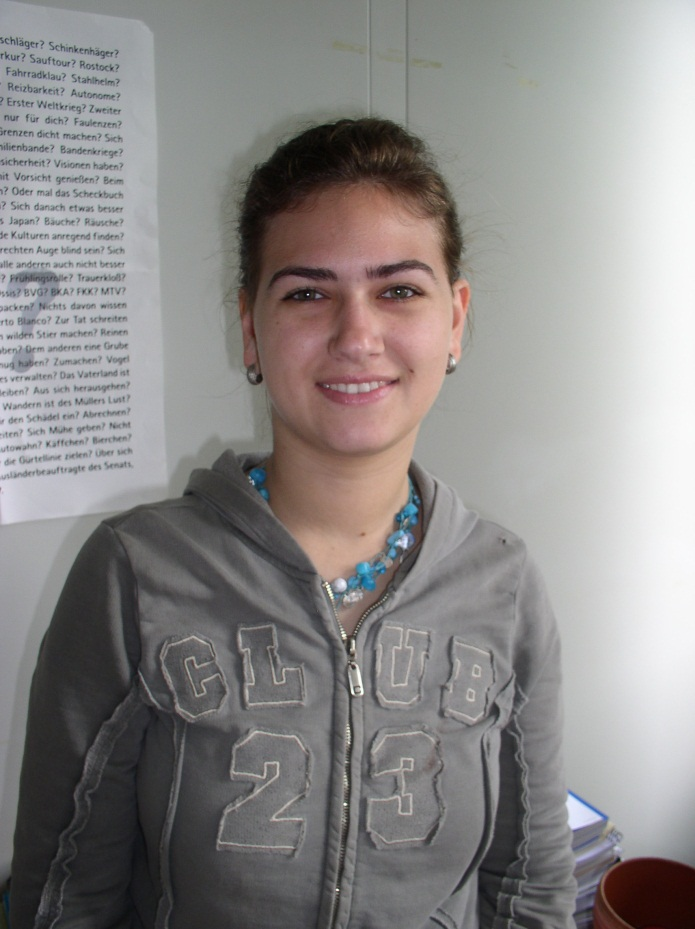 schläger? Schinkenhäger?
rkur? Sauftour? Rostock?
Fahrradklau? Stahlhelm?
Reizbarkeit? Autonome?
? Erster Weltkrieg? Zweiter
nur für dich? Faulenzen?
Grenzen dicht machen? Sich
milienbande? Bandenkriege?
sicherheit? Visionen haben?
mit Vorsicht genießen? Beim
n? Oder mal das Scheckbuch
? Sich danach etwas besser
s Japan? Bäuche? Räusche?
de Kulturen anregend finden?
rechten Auge blind sein? Sich
alle anderen auch nicht besser
? Frühlingsrolle? Trauerkloß?
ssis? BVG? BKA? FKK? MTV?
packen? Nichts davon wissen
erto Blanco? Zur Tat schreiten
n wilden Stier machen? Reinen
aben? Dem anderen eine Grube
nug haben? Zumachen? Vogel
es verwalten? Das Vaterland ist
leiben? Aus sich herausgehen?
Wandern ist des Müllers Lust?
r den Schädel ein? Abrechnen?
eiten? Sich Mühe geben? Nicht
utowahn? Käffchen? Bierchen?
die Gürtellinie zielen? Über sich
usländerbeauftragte des Senats,
CLUB
23